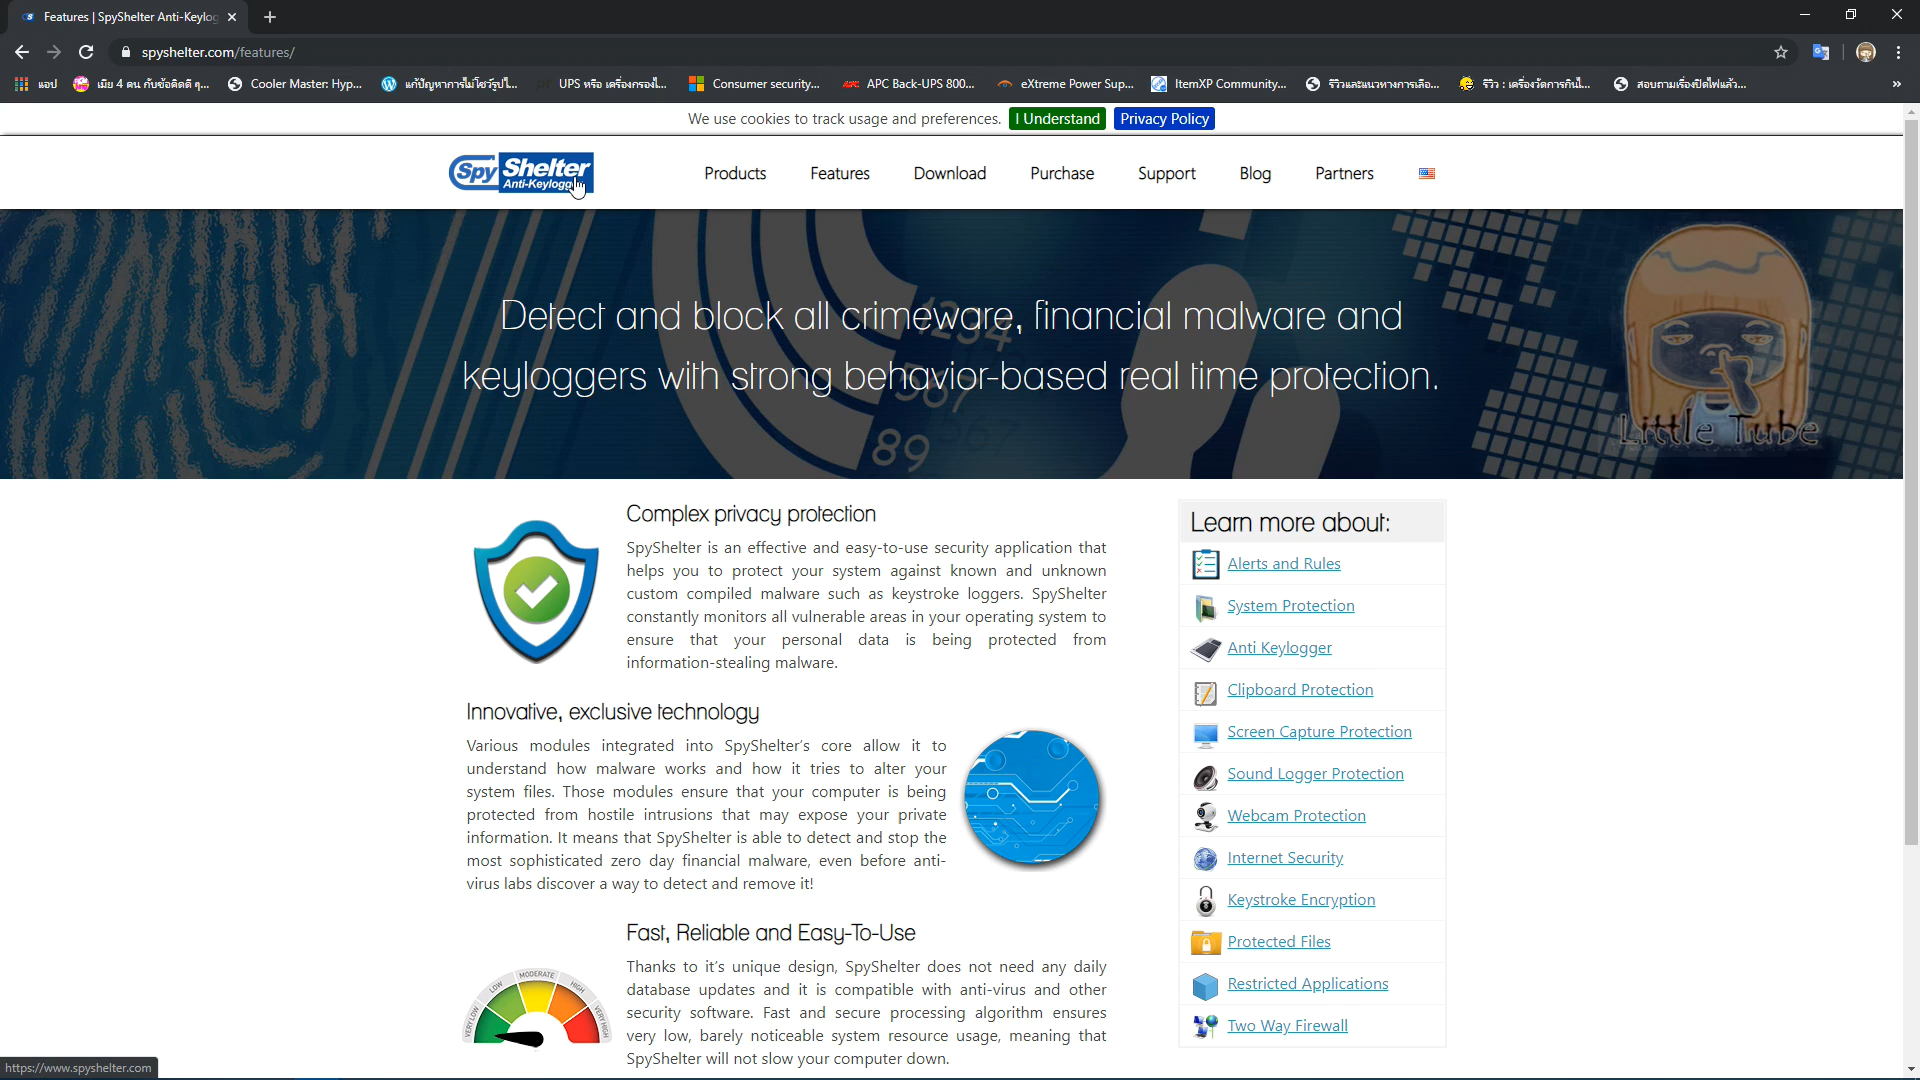 Features | SpyShelter Anti-Keylog
spyshelter.com/features/
แอป
เมีย 4 คน กับข้อคิดดี ๆ...
Cooler Master: Hyp...
แก้ปัญหาการไม่โชว์รูปใ...
UPS หรือ เครื่องกรองไ...
Consumer security...
APC Back-UPS 800...
eXtreme Power Sup...
ItemXP Community...
รีวิวและแนวทางการเลือ...
รีวิว : เครื่องวัดการกินไ...
สอบถามเรื่องปิดไฟแล้ว...
We use cookies to track usage and preferences. I Understand Privacy Policy
Spy Shelter
Anti-Keylogg
Products Features Download Purchase Support Blog Partners
Detect and block all crimeware, financial malware and
keyloggers with strong behavior-based real time protection.
1234
567
89
Little Tube
Complex privacy protection
SpyShelter is an effective and easy-to-use security application that
helps you to protect your system against known and unknown
custom compiled malware such as keystroke loggers. SpyShelter
constantly monitors all vulnerable areas in your operating system to
ensure that your personal data is being protected from
information-stealing malware.
Innovative, exclusive technology
Various modules integrated into SpyShelter's core allow it to
understand how malware works and how it tries to alter your
system files. Those modules ensure that your computer is being
protected from hostile intrusions that may expose your private
information. It means that SpyShelter is able to detect and stop the
most sophisticated zero day financial malware, even before anti-
virus labs discover a way to detect and remove it!
Fast, Reliable and Easy-To-Use
Thanks to it's unique design, SpyShelter does not need any daily
database updates and it is compatible with anti-virus and other
security software. Fast and secure processing algorithm ensures
very low, barely noticeable system resource usage, meaning that
SpyShelter will not slow your computer down.
VERY LOW
LOW
MODERATE
HIGH
VERY HIGH
Learn more about:
Alerts and Rules
System Protection
Anti Keylogger
Clipboard Protection
Screen Capture Protection
Sound Logger Protection
Webcam Protection
Internet Security
Keystroke Encryption
Protected Files
Restricted Applications
Two Way Firewall
https://www.spyshelter.com